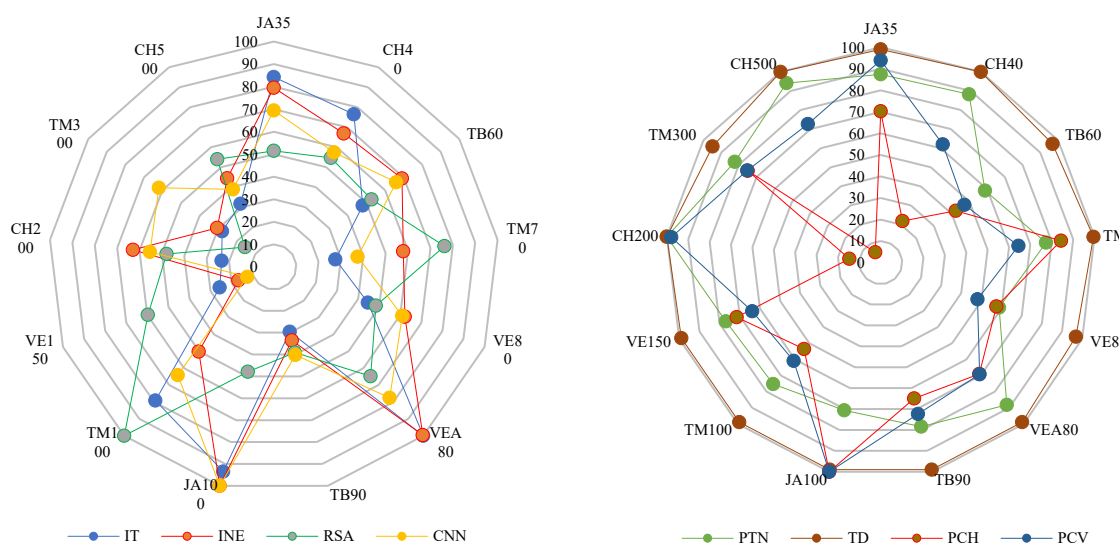 JA35
CH4
0
TB60
TM7
0
VE8
0
VEA
80
TB90
JA10
0
TM1
00
VE1
50
CH2
00
TM3
00
CH5
00
100
90
80
70
60
50
40
30
20
10
0
IT INE RSA CNN
JA35
CH40
TB60
TM
VE8
VEA80
TB90
JA100
TM100
VE150
CH200
TM300
CH500
100
90
80
70
60
50
40
30
20
10
0
PTN TD PCH PCV